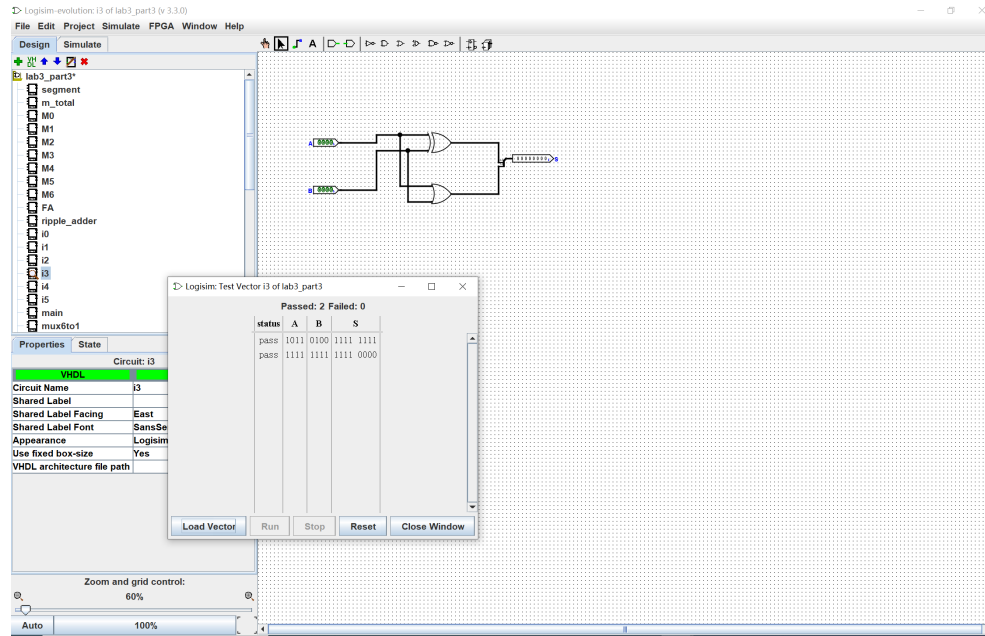 Logisim-evolution: i3 of lab3_part3 (v 3.3.0)
File Edit Project Simulate FPGA Window Help
Design Simulate
A
VH
DL
lab3_part3*
segment
m_total
M0
M1
M2
M3
M4
M5
M6
FA
ripple_adder
i0
i1
i2
i3
i4
i5
main
mux6to1
A 0000.
B 0000.
S
Properties State
Circuit: i3
VHDL
Circuit Name i3
Shared Label
Shared Label Facing East
Shared Label Font SansSe
Appearance Logisim
Use fixed box-size Yes
VHDL architecture file path
Zoom and grid control:
60%
Auto 100%
Logisim: Test Vector i3 of lab3_part3
Passed: 2 Failed: 0
status A B S
pass 1011 0100 1111 1111
pass 1111 1111 1111 0000
Load Vector Run Stop Reset Close Window